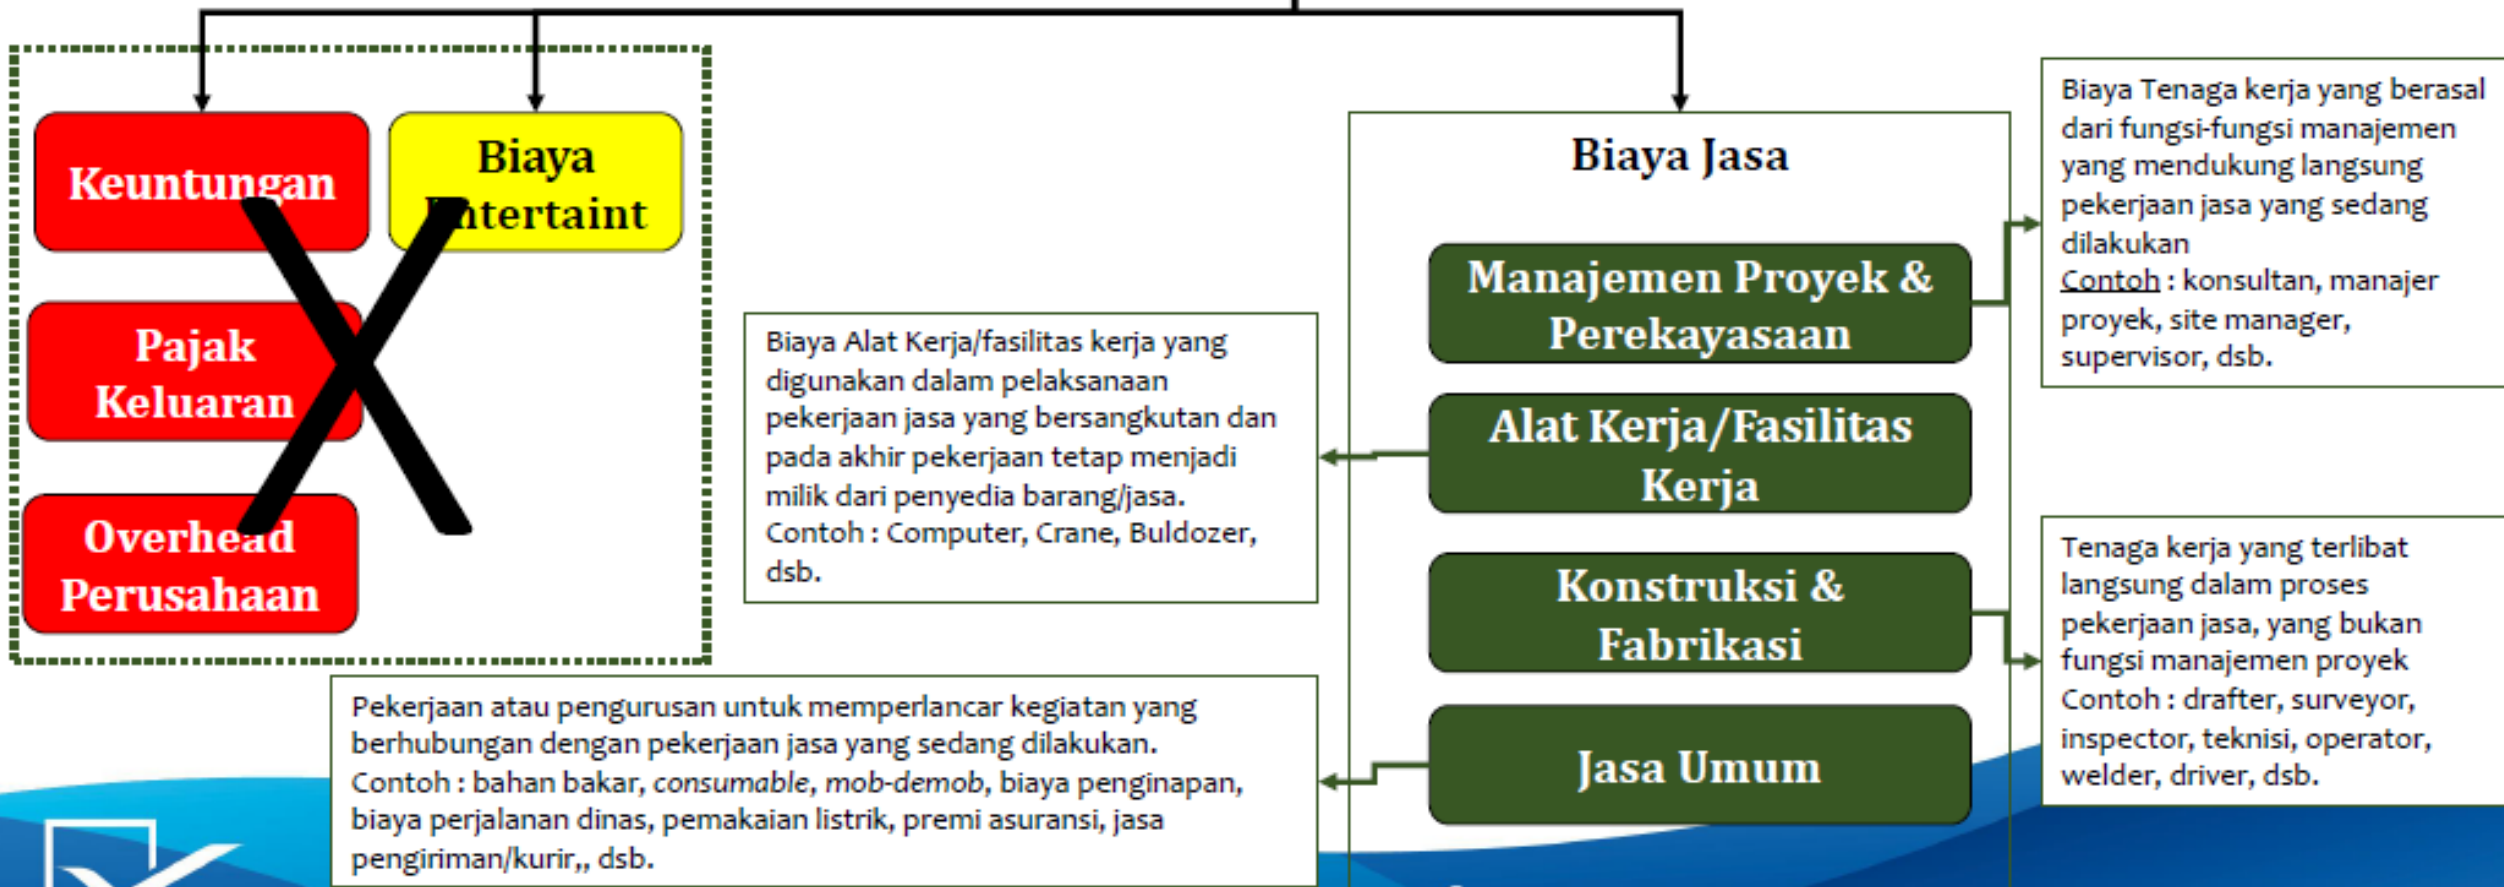 Keuntungan
Biaya
Entertaint
Pajak
Keluaran
Overhead
Perusahaan
Biaya Jasa
Manajemen Proyek &
Perekayasaan
Alat Kerja/Fasilitas
Kerja
Konstruksi &
Fabrikasi
Jasa Umum
Biaya Tenaga kerja yang berasal
dari fungsi-fungsi manajemen
yang mendukung langsung
pekerjaan jasa yang sedang
dilakukan
Contoh : konsultan, manajer
proyek, site manager,
supervisor, dsb.
Biaya Alat Kerja/fasilitas kerja yang
digunakan dalam pelaksanaan
pekerjaan jasa yang bersangkutan dan
pada akhir pekerjaan tetap menjadi
milik dari penyedia barang/jasa.
Contoh : Computer, Crane, Buldozer,
dsb.
Tenaga kerja yang terlibat
langsung dalam proses
pekerjaan jasa, yang bukan
fungsi manajemen proyek
Contoh : drafter, surveyor,
inspector, teknisi, operator,
welder, driver, dsb.
Pekerjaan atau pengurusan untuk memperlancar kegiatan yang
berhubungan dengan pekerjaan jasa yang sedang dilakukan.
Contoh : bahan bakar, consumable, mob-demob, biaya penginapan,
biaya perjalanan dinas, pemakaian listrik, premi asuransi, jasa
pengiriman/kurir,, dsb.